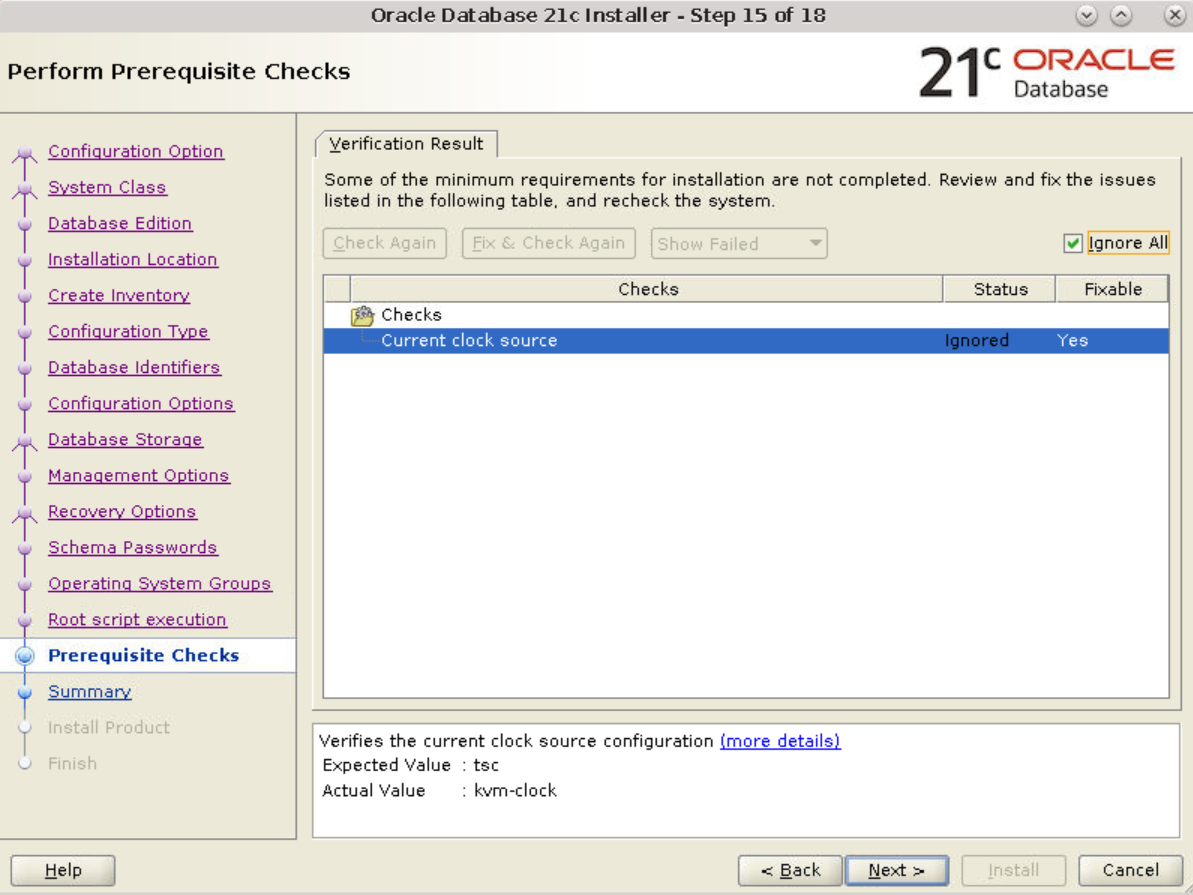 Oracle Database 21c Installer - Step 15 of 18
Perform Prerequisite Checks
21c ORACLE
Database
Configuration Option
System Class
Database Edition
Installation Location
Create Inventory
Configuration Type
Database Identifiers
Configuration Options
Database Storage
Management Options
Recovery Options
Schema Passwords
Operating System Groups
Root script execution
Prerequisite Checks
Summary
Install Product
Finish
Verification Result
Some of the minimum requirements for installation are not completed. Review and fix the issues
listed in the following table, and recheck the system.
Check Again Fix & Check Again Show Failed Ignore All
Checks Status Fixable
Checks
Current clock source Ignored Yes
Verifies the current clock source configuration (more details)
Expected Value : tsc
Actual Value : kvm-clock
Help < Back Next > Install Cancel